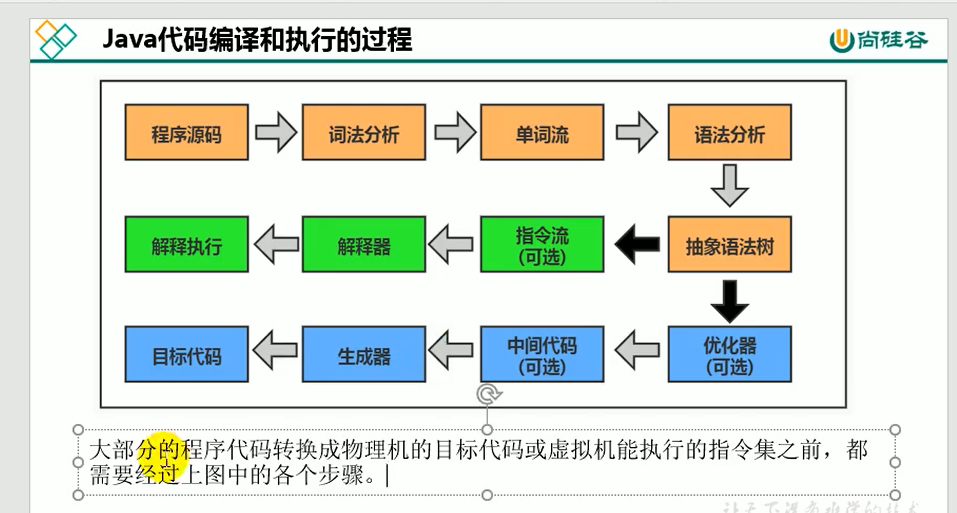 Java代码编译和执行的过程
尚硅谷
程序源码
词法分析
单词流
语法分析
解释执行
解释器
指令流
(可选)
抽象语法树
目标代码
生成器
中间代码
(可选)
优化器
(可选)
大部分的程序代码转换成物理机的目标代码或虚拟机能执行的指令集之前，都
需要经过上图中的各个步骤。